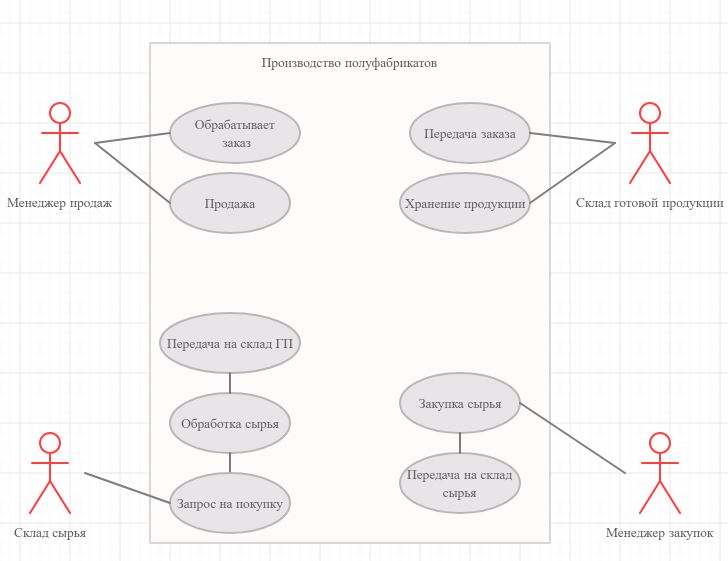 Производство полуфабрикатов
Обрабатывает
заказ
Передача заказа
Менеджер продаж
Продажа
Хранение продукции
Склад готовой продукции
Передача на склад ГП
Обработка сырья
Закупка сырья
Запрос на покупку
Передача на склад
сырья
Склад сырья
Менеджер закупок